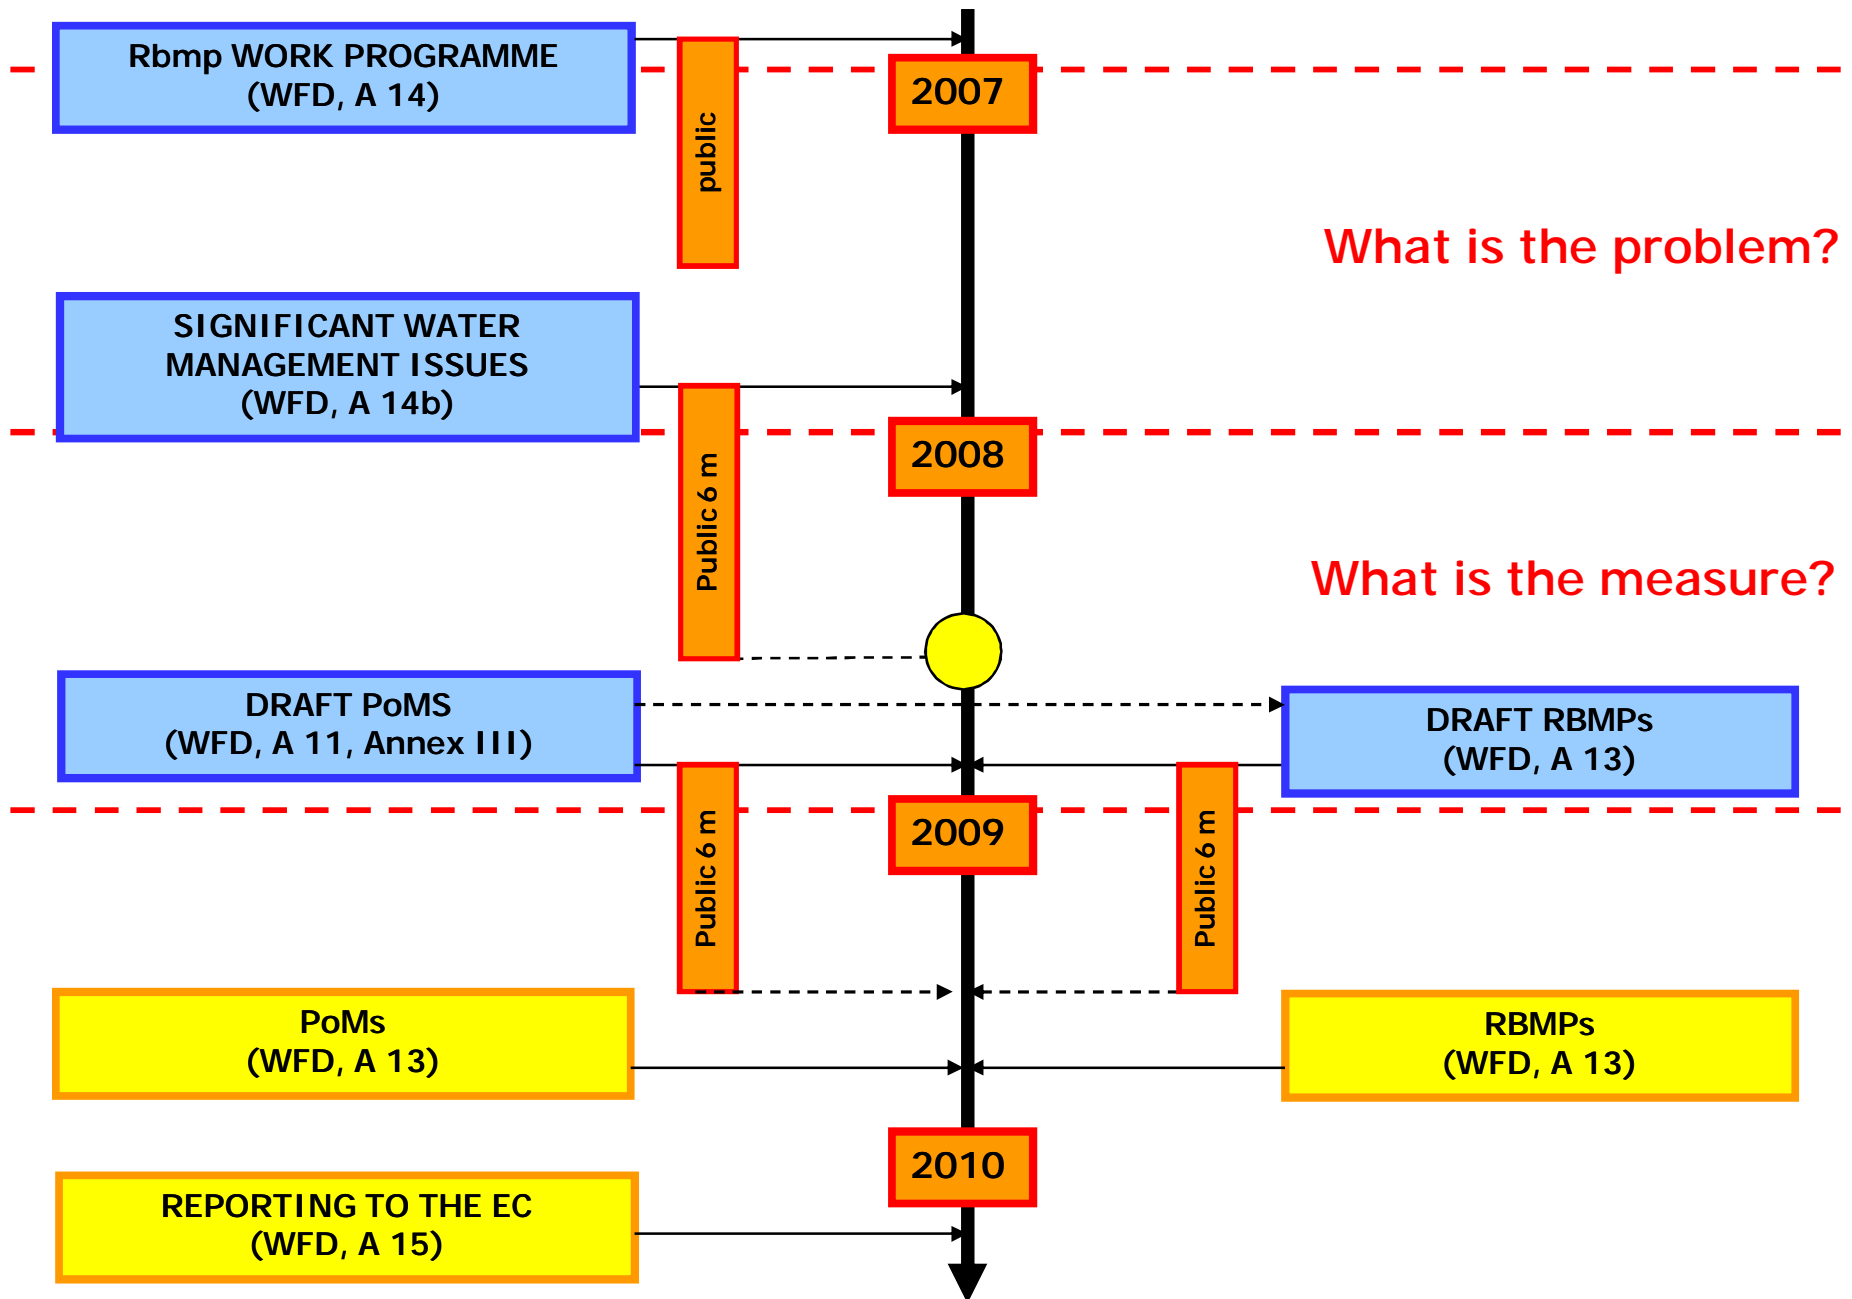 Rbmp WORK PROGRAMME
(WFD, A 14)
public
2007
What is the problem?
SIGNIFICANT WATER
MANAGEMENT ISSUES
(WFD, A 14b)
Public 6 m
2008
What is the measure?
DRAFT PoMS
(WFD, A 11, Annex III)
DRAFT RBMPs
(WFD, A 13)
Public 6 m
2009
Public 6 m
PoMs
(WFD, A 13)
RBMPs
(WFD, A 13)
2010
REPORTING TO THE EC
(WFD, A 15)